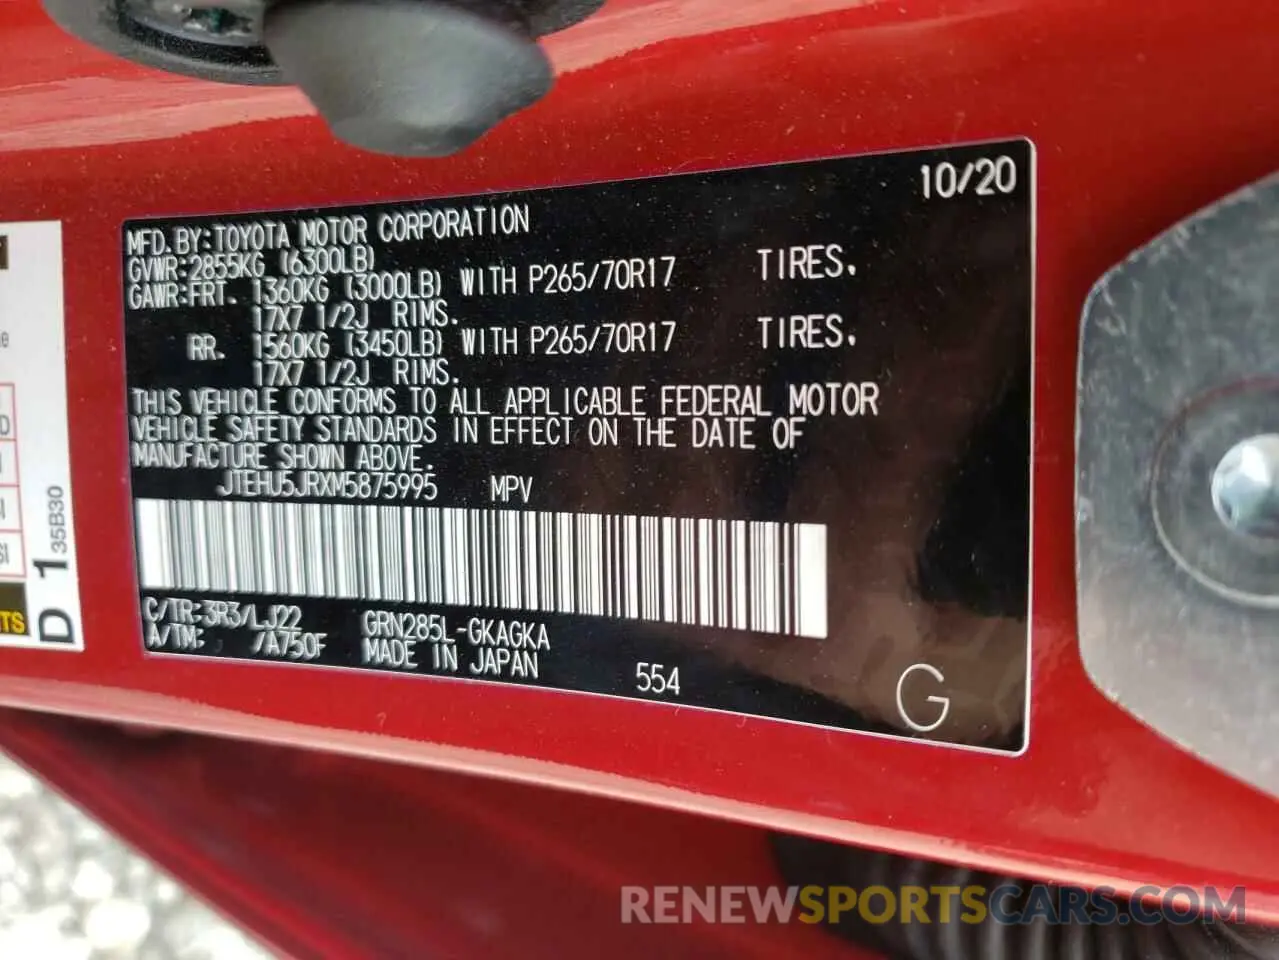 10/20
MFD.BY:TOYOTA MOTOR CORPORATION
GVWR:2855KG (6300LB)
GAWR:FRT. 1360KG (3000LB) WITH P265/70R17 TIRES.
17X7 1/2J RIMS.
RR. 1560KG (3450LB) WITH P265/70R17 TIRES.
17X7 1/2J RIMS.
THIS VEHICLE CONFORMS TO ALL APPLICABLE FEDERAL MOTOR
VEHICLE SAFETY STANDARDS IN EFFECT ON THE DATE OF
MANUFACTURE SHOWN ABOVE.
JTEHU5JRXM5875995 MPV
C/TR:3R3/LJ22 GRN285L-GKAGKA
A/TM: /A750F MADE IN JAPAN
554
G
D 1 35B30
RENEWSPORTSCARS.COM